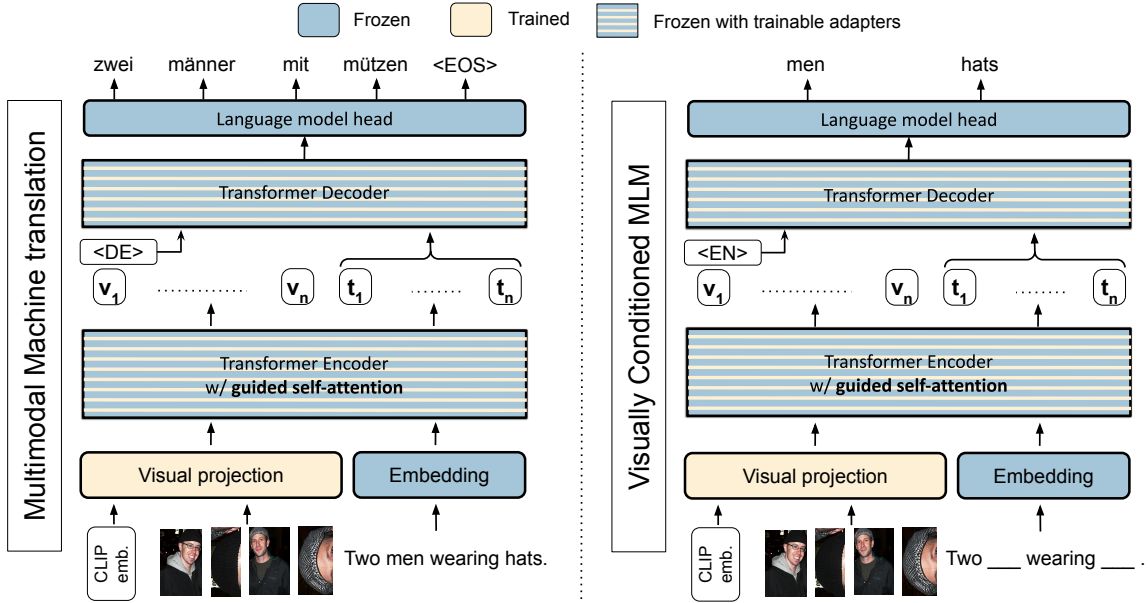 Frozen
Trained
Frozen with trainable adapters
Multimodal Machine translation
zwei männer mit mützen <EOS>
Language model head
Transformer Decoder
<DE>
v1 ........... vn t1 ....... tn
Transformer Encoder
w/ guided self-attention
Visual projection
Embedding
CLIP
emb.
Two men wearing hats.
Visually Conditioned MLM
men hats
Language model head
Transformer Decoder
<EN>
v1 ........... vn t1 ....... tn
Transformer Encoder
w/ guided self-attention
Visual projection
Embedding
CLIP
emb.
Two ___ wearing ___ .